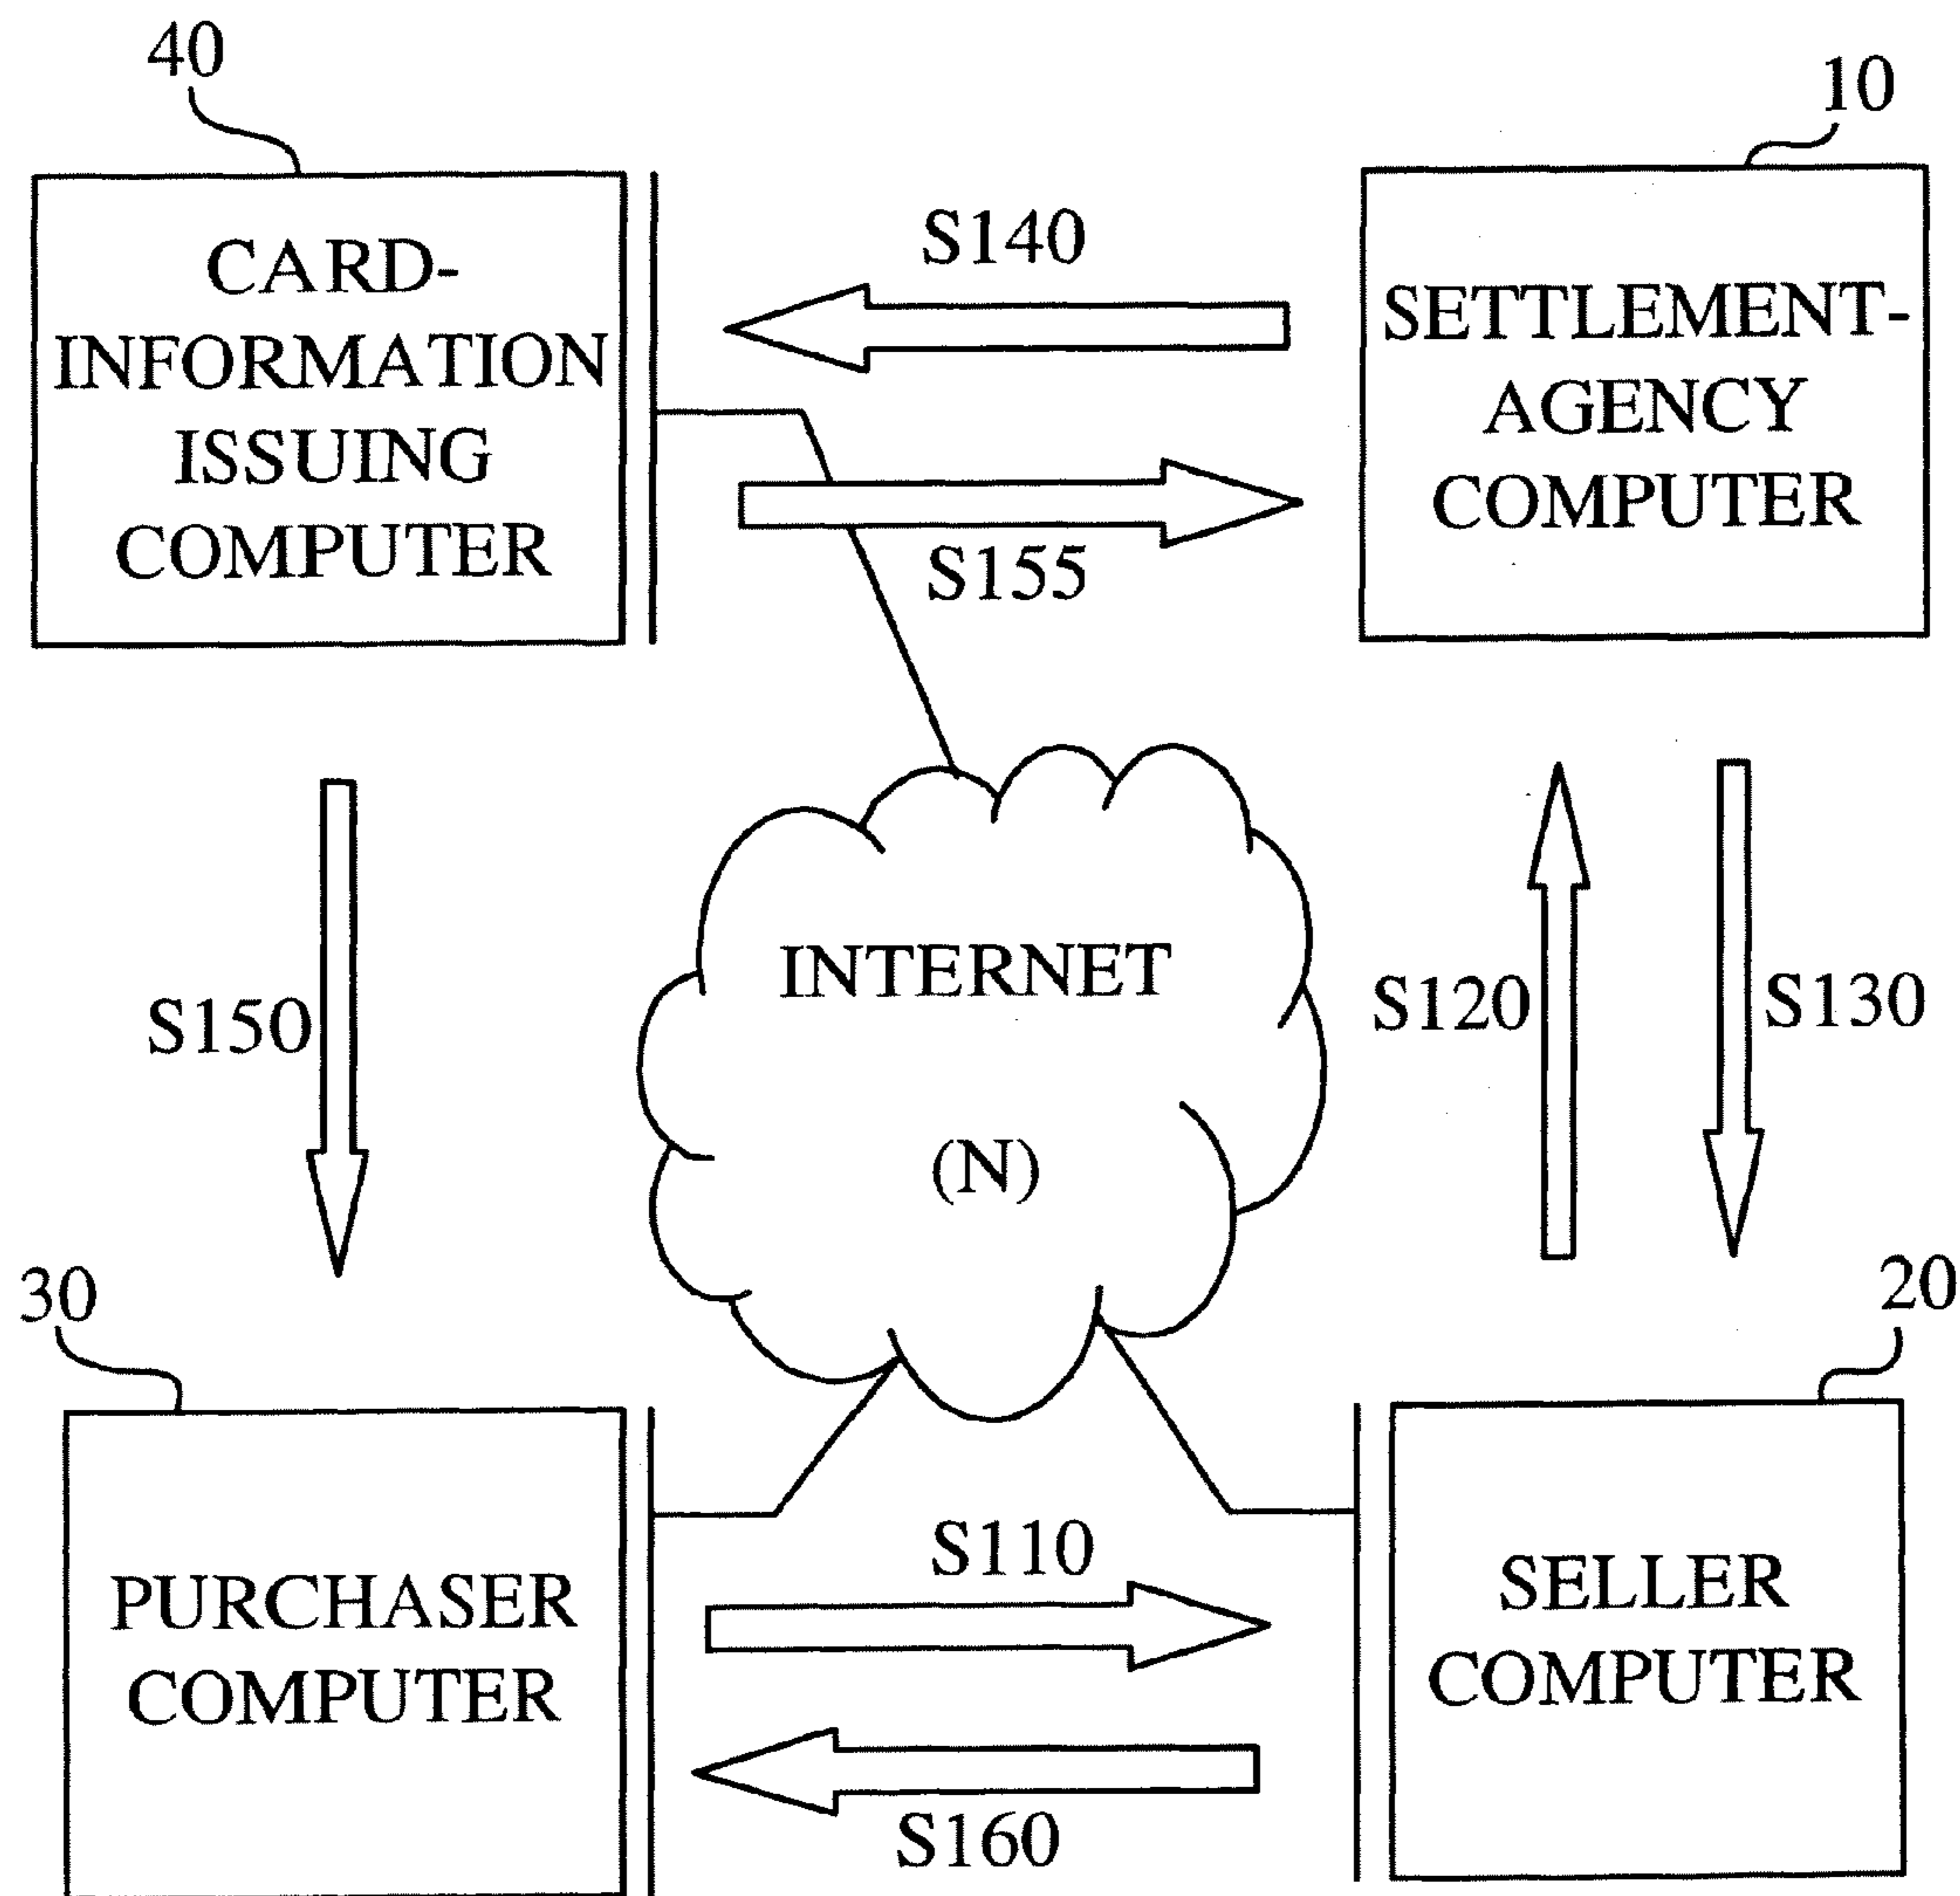 40
10
CARD-
INFORMATION
ISSUING
COMPUTER
S140
SETTLEMENT-
AGENCY
COMPUTER
S155
INTERNET
(N)
S150
S120
S130
30
20
PURCHASER
COMPUTER
S110
SELLER
COMPUTER
S160